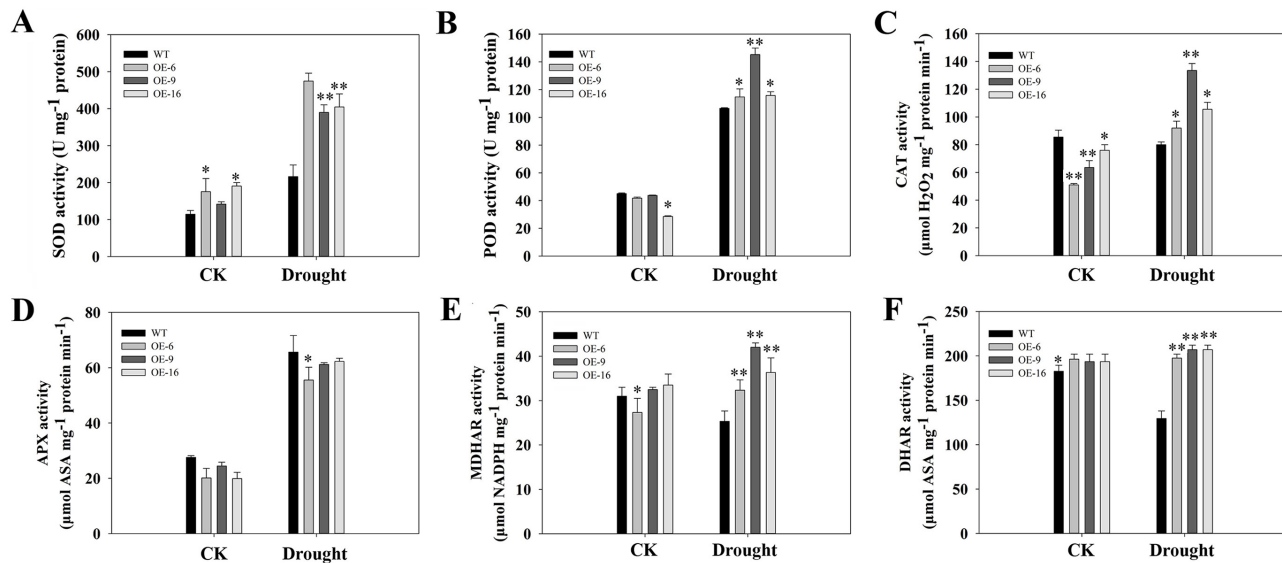 A
SOD activity (U mg-1 protein)
600
500
400
300
200
100
0
WT
OE-6
OE-9
OE-16
*
*
**
**
CK
Drought
B
POD activity (U mg-1 protein)
160
140
120
100
80
60
40
20
0
WT
OE-6
OE-9
OE-16
*
*
**
*
CK
Drought
C
CAT activity
(μmol H2O2 mg-1 protein min-1)
160
140
120
100
80
60
40
20
0
WT
OE-6
OE-9
OE-16
**
**
*
*
**
*
CK
Drought
D
APX activity
(μmol ASA mg-1 protein min-1)
80
60
40
20
0
WT
OE-6
OE-9
OE-16
*
CK
Drought
E
MDHAR activity
(μmol NADPH mg-1 protein min-1)
50
40
30
20
10
0
WT
OE-6
OE-9
OE-16
*
**
**
**
CK
Drought
F
DHAR activity
(μmol ASA mg-1 protein min-1)
250
200
150
100
50
0
WT
OE-6
OE-9
OE-16
*
**
**
**
CK
Drought